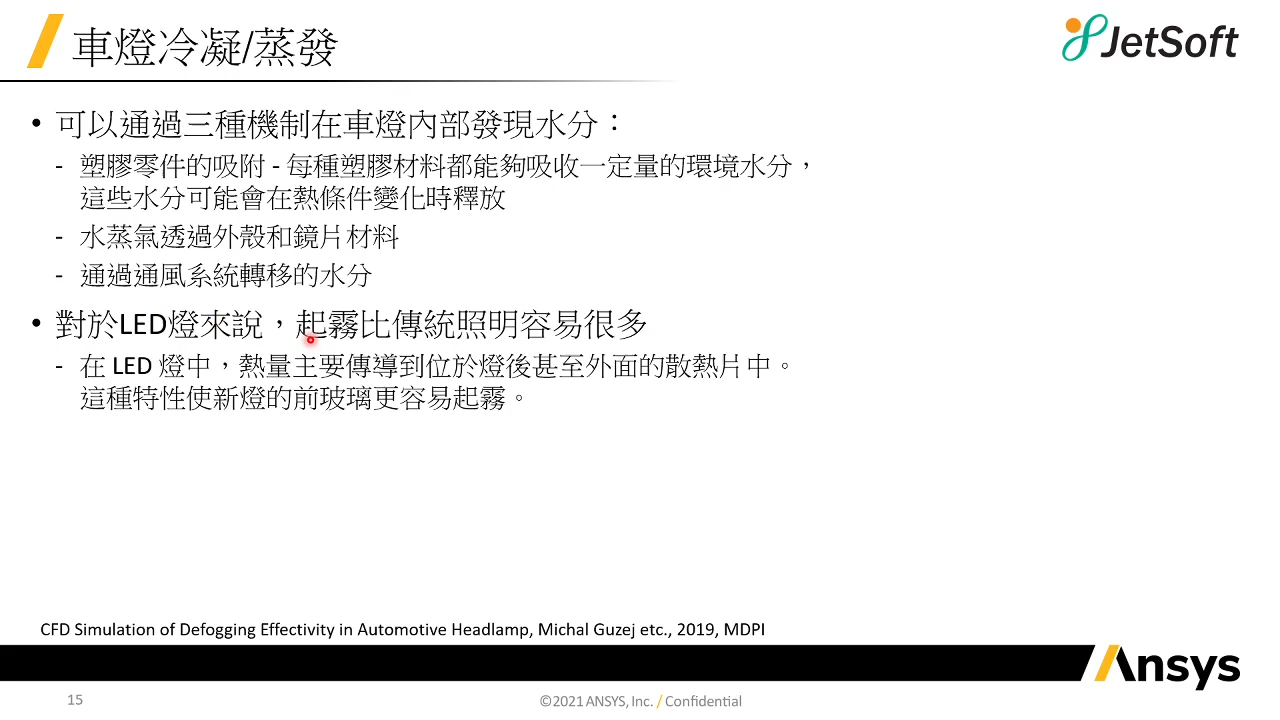 車燈冷凝/蒸發
JetSoft
• 可以通過三種機制在車燈內部發現水分：
- 塑膠零件的吸附 - 每種塑膠材料都能夠吸收一定量的環境水分，
這些水分可能會在熱條件變化時釋放
- 水蒸氣透過外殼和鏡片材料
- 通過通風系統轉移的水分
• 對於LED燈來說，起霧比傳統照明容易很多
- 在 LED 燈中，熱量主要傳導到位於燈後甚至外面的散熱片中。
這種特性使新燈的前玻璃更容易起霧。
CFD Simulation of Defogging Effectivity in Automotive Headlamp, Michal Guzej etc., 2019, MDPI
Ansys
15
©2021 ANSYS, Inc. / Confidential